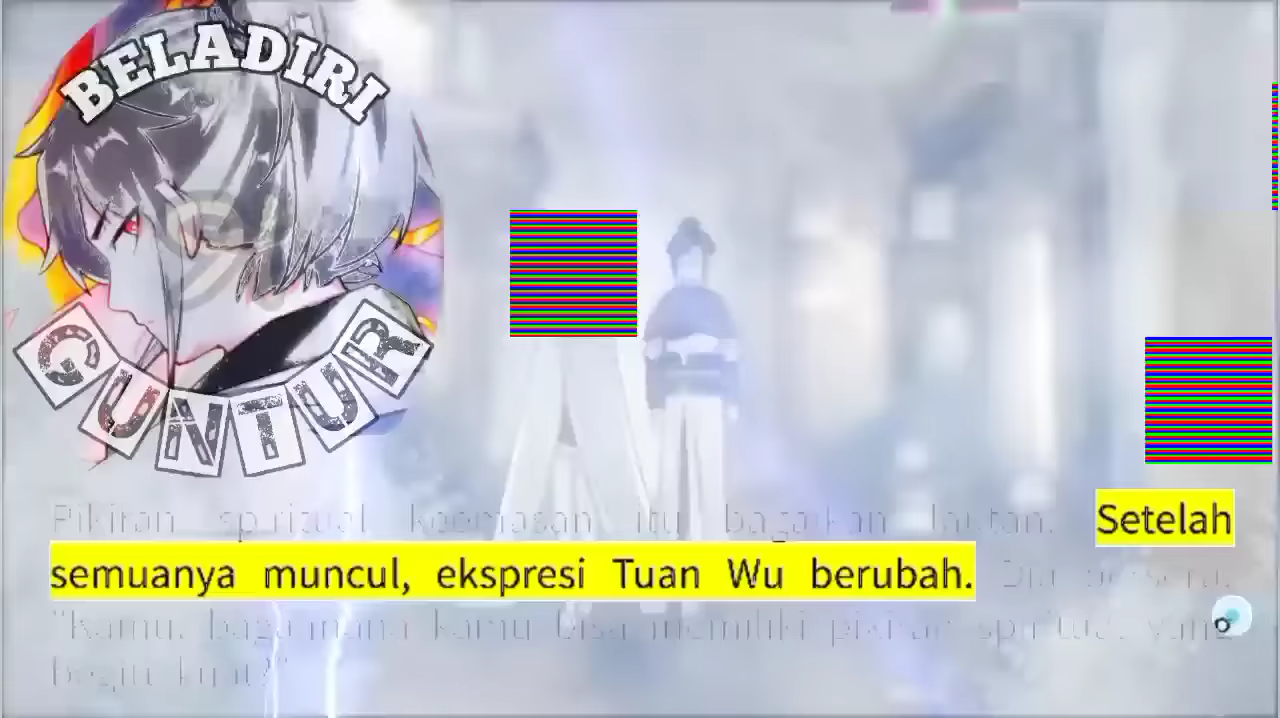 BELADIRI
GUNTUR
Pikiran spiritual keemasan itu bagaikan lautan. Setelah
semuanya muncul, ekspresi Tuan Wu berubah. Dia berseru,
"Kamu, bagaimana kamu bisa memiliki pikiran spiritual yang
begitu kuat?"